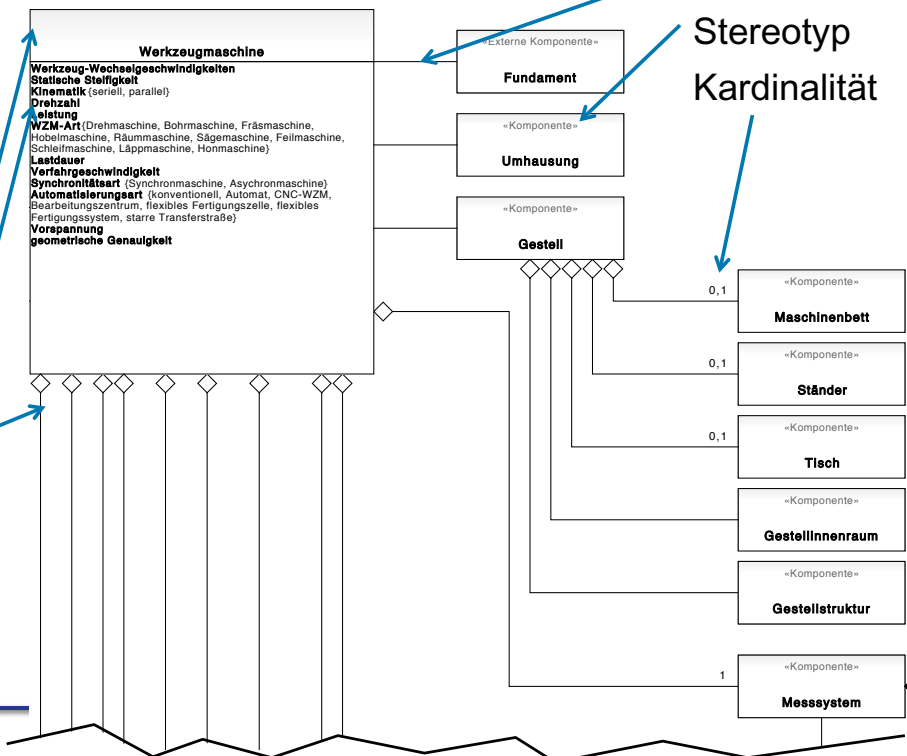 Werkzeugmaschine
Werkzeug-Wechselgeschwindigkeiten
Statische Steifigkeit
Kinematik {seriell, parallel}
Drehzahl
Leistung
WZM-Art{Drehmaschine, Bohrmaschine, Fräsmaschine,
Hobelmaschine, Räummaschine, Sägemaschine, Feilmaschine,
Schleifmaschine, Läppmaschine, Honmaschine}
Lastdauer
Verfahrgeschwindigkeit
Synchronitätsart {Synchronmaschine, Asychronmaschine}
Automatisierungsart {konventionell, Automat, CNC-WZM,
Bearbeitungszentrum, flexibles Fertigungszelle, flexibles
Fertigungssystem, starre Transferstraße}
Vorspannung
geometrische Genauigkeit
«Externe Komponente»
Fundament
«Komponente»
Umhausung
«Komponente»
Gestell
Stereotyp
Kardinalität
0,1
«Komponente»
Maschinenbett
0,1
«Komponente»
Ständer
0,1
«Komponente»
Tisch
«Komponente»
Gestellinnenraum
«Komponente»
Gestellstruktur
1
«Komponente»
Messsystem